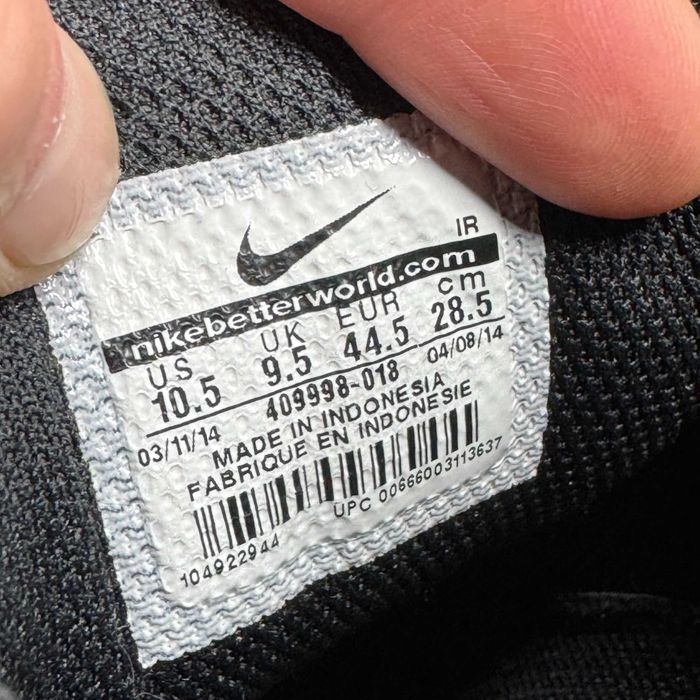 IR
nikebetterworld.com
US UK EUR cm
10.5 9.5 44.5 28.5
03/11/14 409998-018 04/08/14
MADE IN INDONESIA
FABRIQUE EN INDONESIE
UPC 00666003113637
104922944